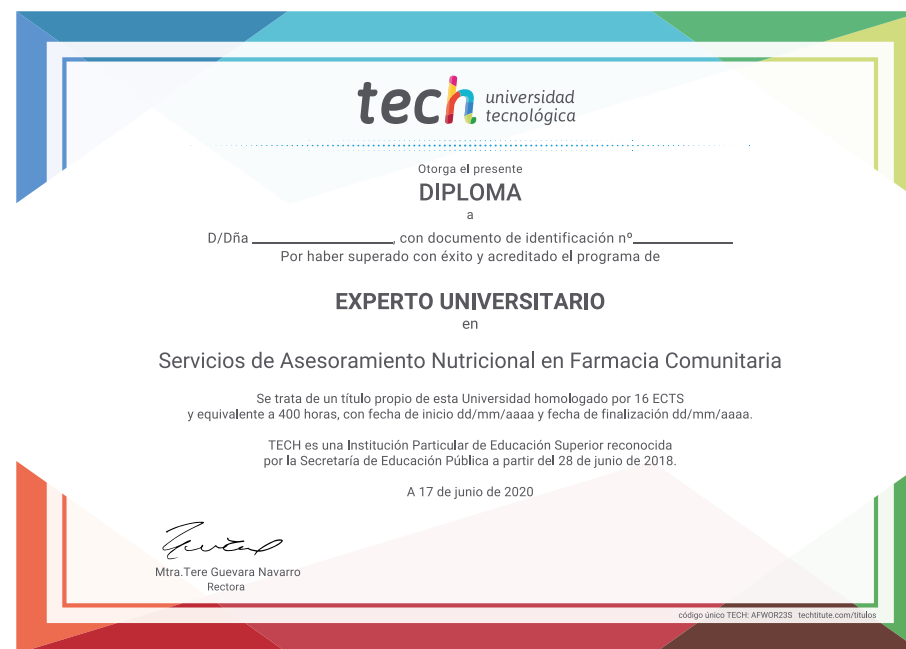 tech universidad
tecnológica
Otorga el presente
DIPLOMA
a
D/Dña ____________________, con documento de identificación nº______________
Por haber superado con éxito y acreditado el programa de
EXPERTO UNIVERSITARIO
en
Servicios de Asesoramiento Nutricional en Farmacia Comunitaria
Se trata de un título propio de esta Universidad homologado por 16 ECTS
y equivalente a 400 horas, con fecha de inicio dd/mm/aaaa y fecha de finalización dd/mm/aaaa.
TECH es una Institución Particular de Educación Superior reconocida
por la Secretaría de Educación Pública a partir del 28 de junio de 2018.
A 17 de junio de 2020
Mtra.Tere Guevara Navarro
Rectora
código único TECH: AFWOR23S techtitute.com/titulos